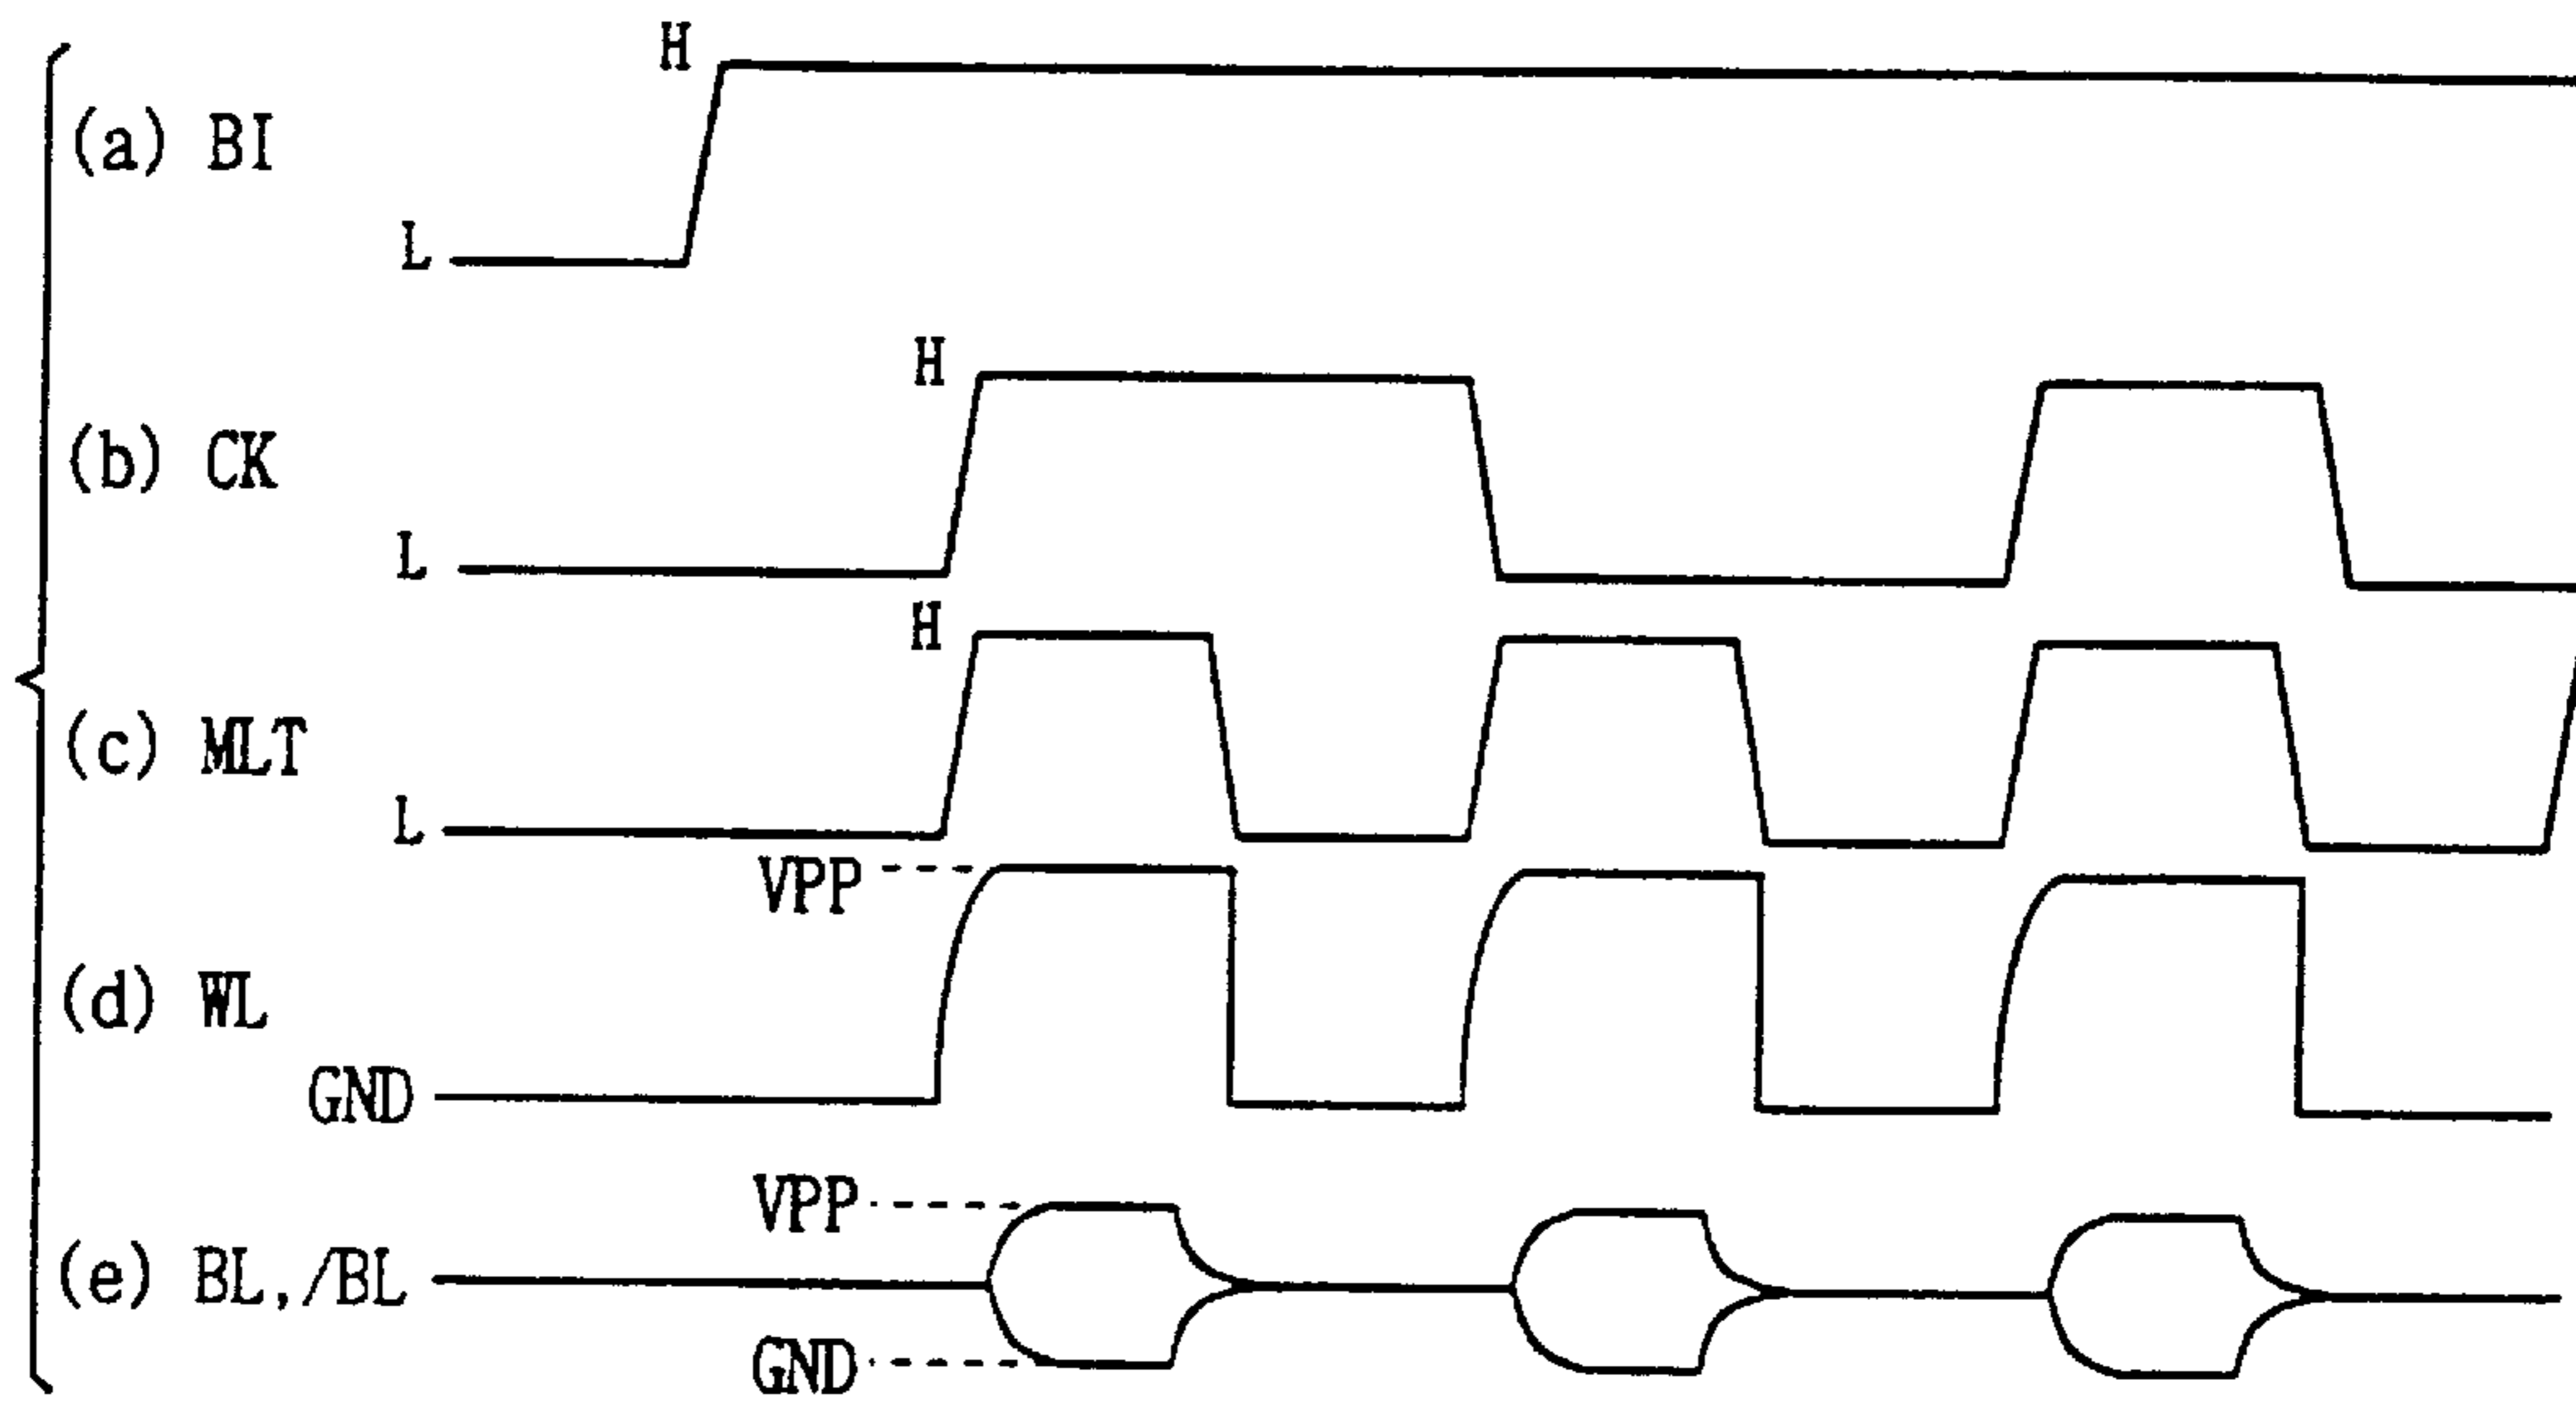 H
(a) BI
L
H
(b) CK
L
H
(c) MLT
L
VPP
(d) WL
GND
VPP
(e) BL,/BL
GND